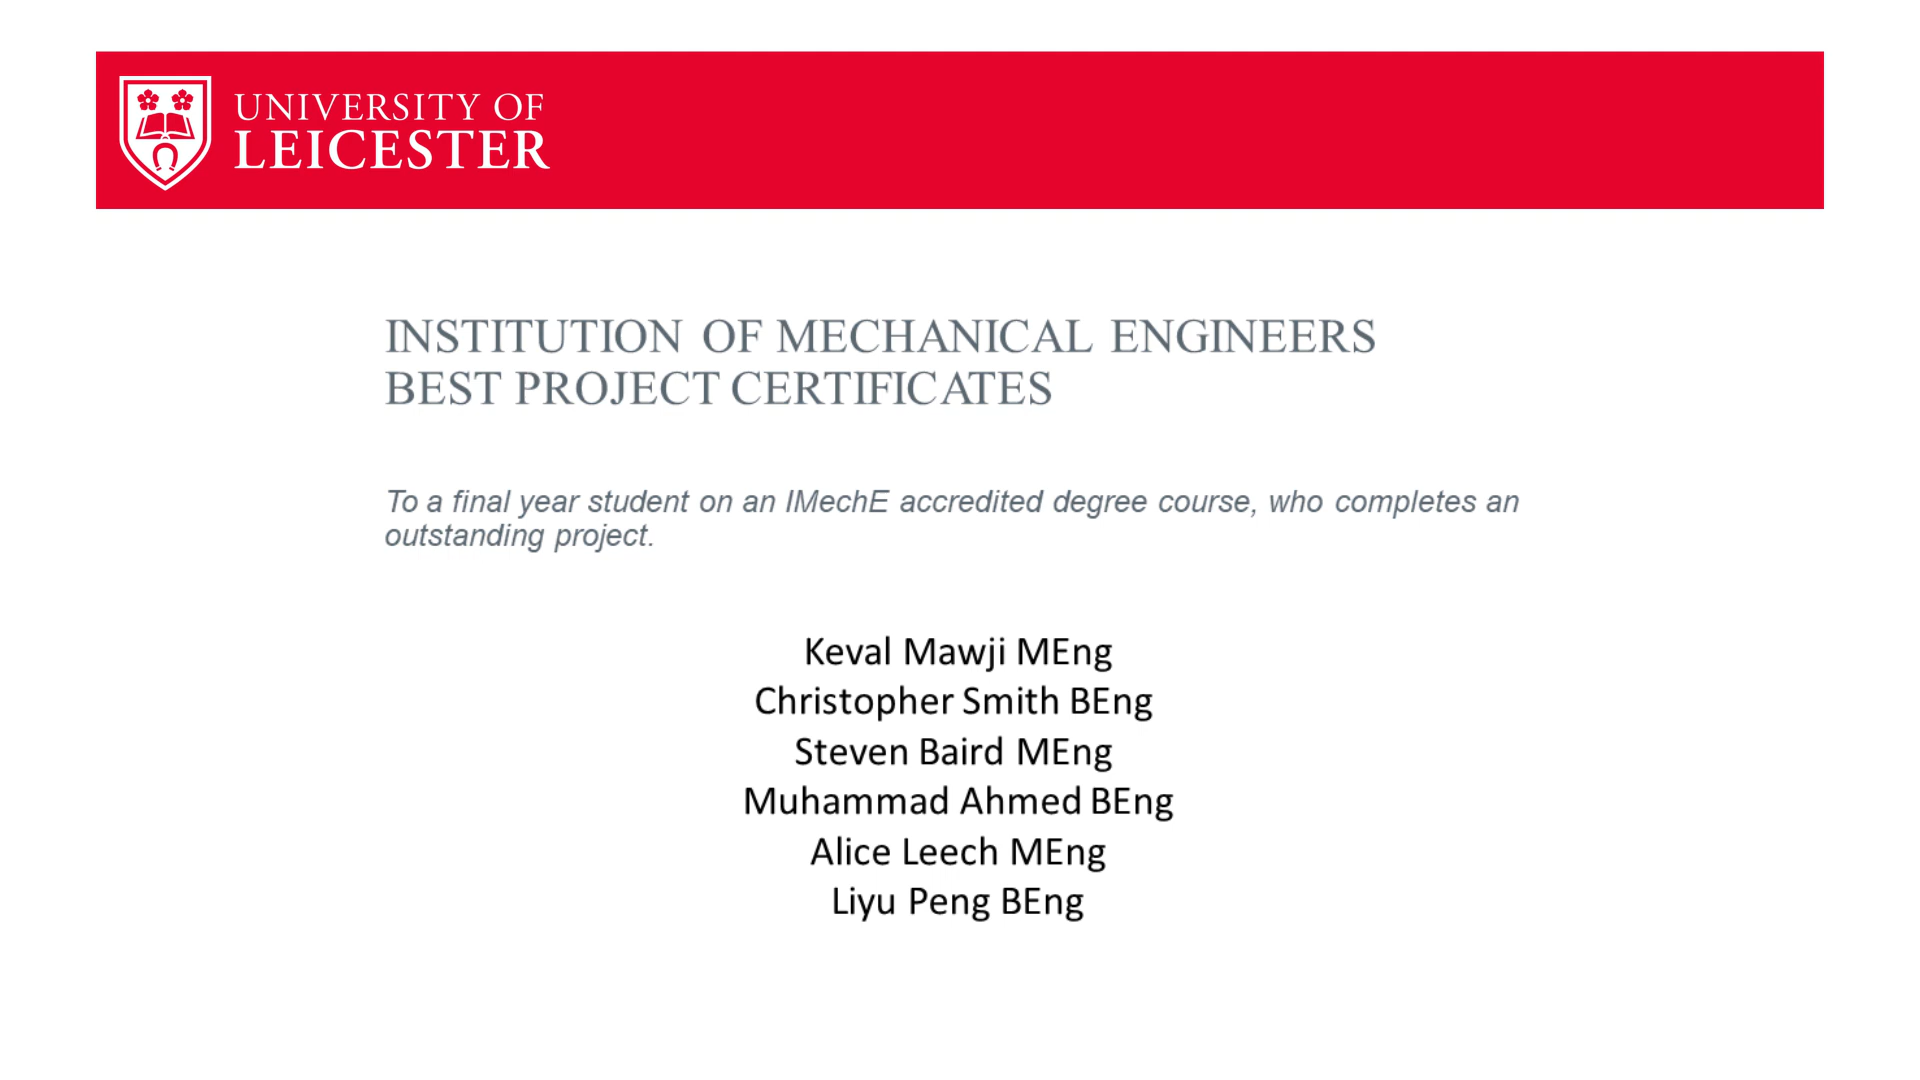 UNIVERSITY OF
LEICESTER
INSTITUTION OF MECHANICAL ENGINEERS
BEST PROJECT CERTIFICATES
To a final year student on an IMechE accredited degree course, who completes an
outstanding project.
Keval Mawji MEng
Christopher Smith BEng
Steven Baird MEng
Muhammad Ahmed BEng
Alice Leech MEng
Liyu Peng BEng